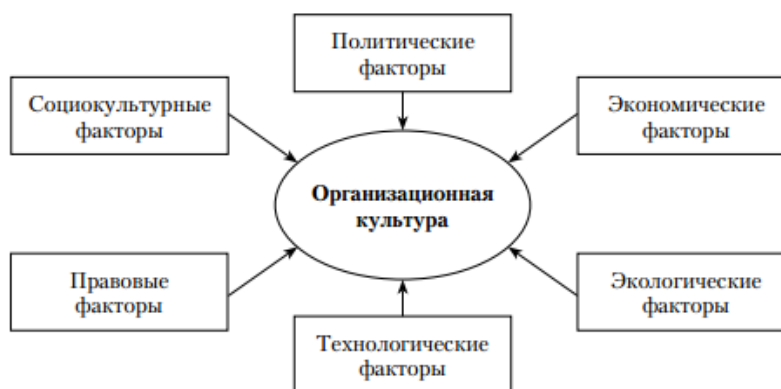 Политические
факторы
Социокультурные
факторы
Экономические
факторы
Организационная
культура
Правовые
факторы
Экологические
факторы
Технологические
факторы